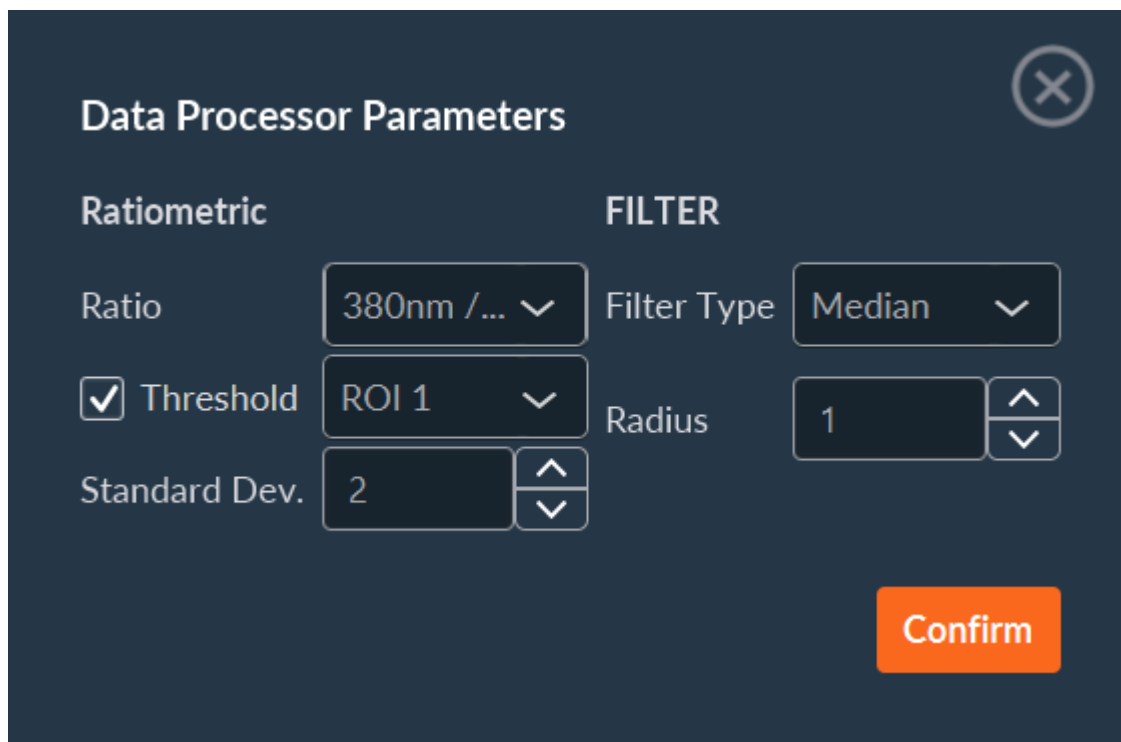 Data Processor Parameters
Ratiometric
Ratio 380nm /...
Threshold ROI 1
Standard Dev. 2
FILTER
Filter Type Median
Radius 1
Confirm